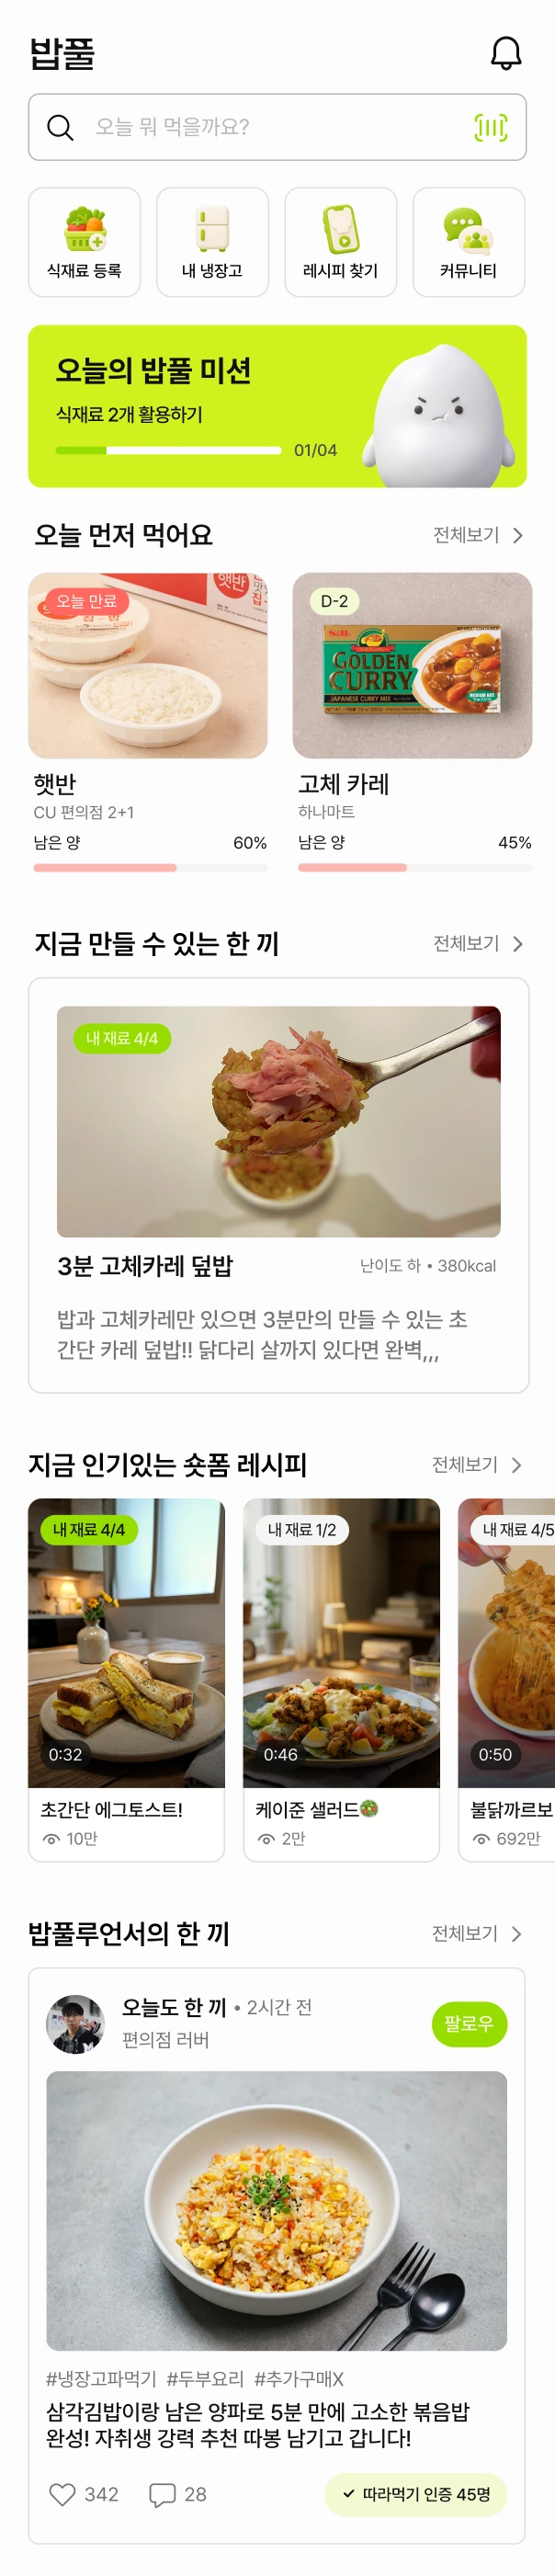 밥풀
오늘 뭐 먹을까요?
식재료 등록
내 냉장고
레시피 찾기
커뮤니티
오늘의 밥풀 미션
식재료 2개 활용하기
01/04
오늘 먼저 먹어요
전체보기
오늘 만료
햇반
D-2
S&B
GOLDEN
CURRY
JAPANESE CURRY MIX
햇반
CU 편의점 2+1
남은 양 60%
고체 카레
하나마트
남은 양 45%
지금 만들 수 있는 한 끼
전체보기
내 재료 4/4
3분 고체카레 덮밥
난이도 하 • 380kcal
밥과 고체카레만 있으면 3분만의 만들 수 있는 초
간단 카레 덮밥!! 닭다리 살까지 있다면 완벽,,,
지금 인기있는 숏폼 레시피
전체보기
내 재료 4/4
0:32
초간단 에그토스트!
10만
내 재료 1/2
0:46
케이준 샐러드🥗
2만
내 재료 4/5
0:50
불닭까르보
692만
밥풀루언서의 한 끼
전체보기
오늘도 한 끼 • 2시간 전
편의점 러버
팔로우
#냉장고파먹기 #두부요리 #추가구매X
삼각김밥이랑 남은 양파로 5분 만에 고소한 볶음밥
완성! 자취생 강력 추천 따봉 남기고 갑니다!
342
28
따라먹기 인증 45명